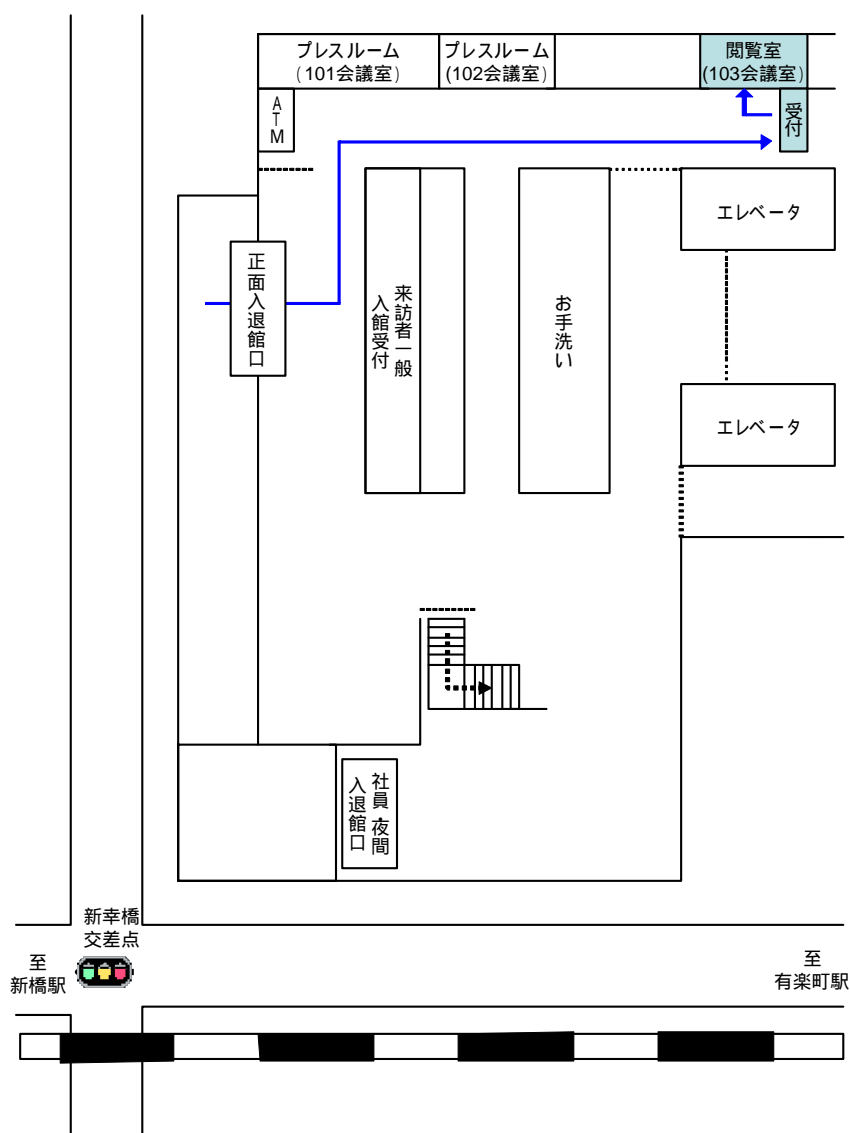 プレスルーム
(101会議室)
プレスルーム
(102会議室)
閲覧室
(103会議室)
ATM
受付
エレベータ
正面入退館口
来訪者一般
入館受付
お手洗い
エレベータ
社員・夜間
入退館口
新幸橋
交差点
至
新橋駅
至
有楽町駅